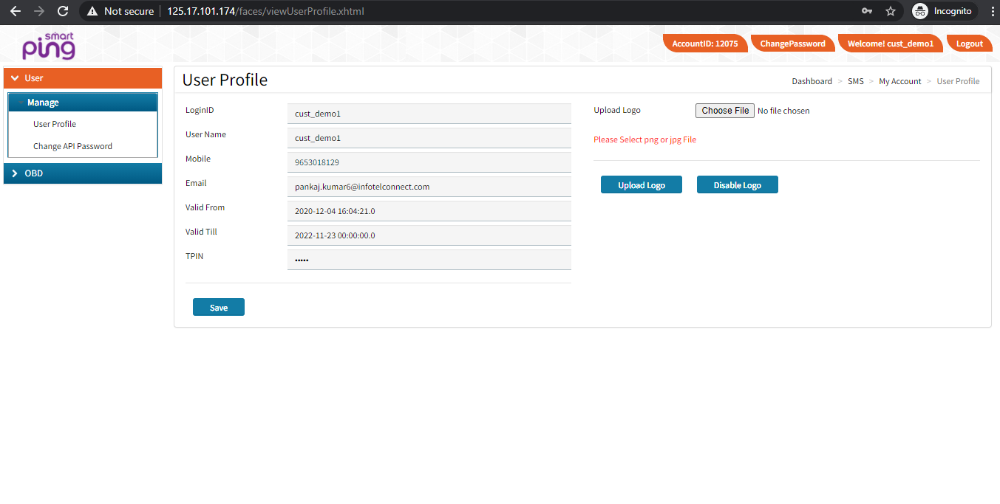 Not secure 125.17.101.174/faces/viewUserProfile.xhtml Incognito
smart
ping
AccountID: 12075 ChangePassword Welcome! cust_demo1 Logout
User
Manage
User Profile
Change API Password
OBD
User Profile
Dashboard > SMS > My Account > User Profile
LoginID cust_demo1
User Name cust_demo1
Mobile 9653018129
Email pankaj.kumar6@infotelconnect.com
Valid From 2020-12-04 16:04:21.0
Valid Till 2022-11-23 00:00:00.0
TPIN •••••
Save
Upload Logo Choose File No file chosen
Please Select png or jpg File
Upload Logo Disable Logo